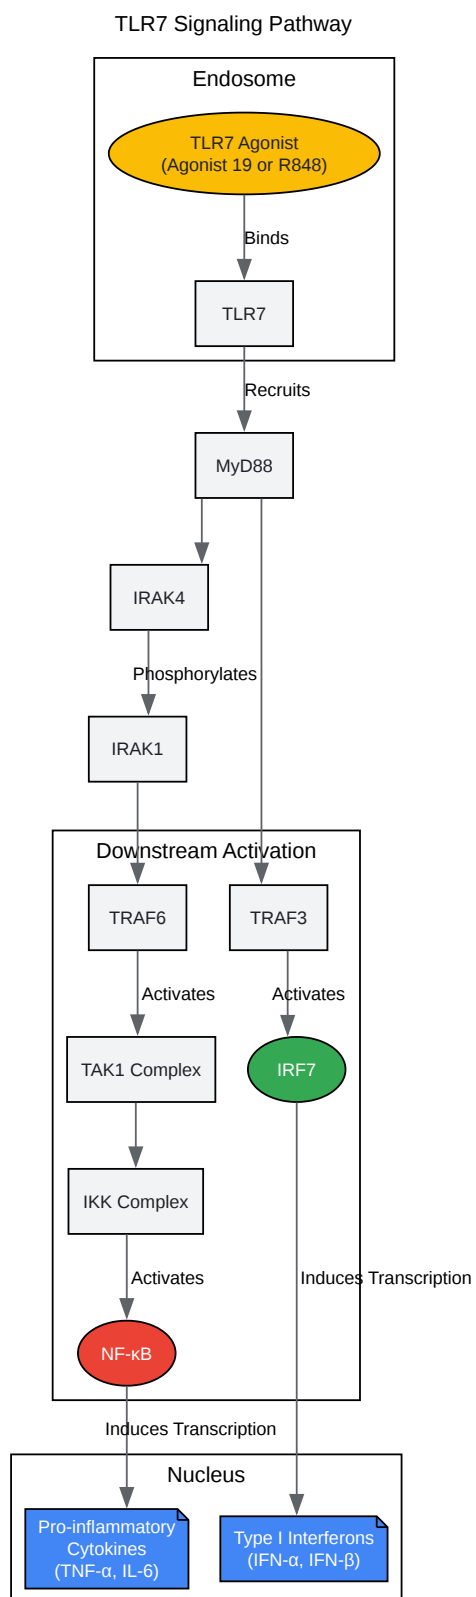 TLR7 Signaling Pathway
Endosome
TLR7 Agonist
(Agonist 19 or R848)
Binds
TLR7
Recruits
MyD88
IRAK4
Phosphorylates
IRAK1
Downstream Activation
TRAF6
TRAF3
Activates
Activates
TAK1 Complex
IRF7
IKK Complex
Activates
Induces Transcription
NF-κB
Induces Transcription
Nucleus
Pro-inflammatory
Cytokines
(TNF-α, IL-6)
Type I Interferons
(IFN-α, IFN-β)